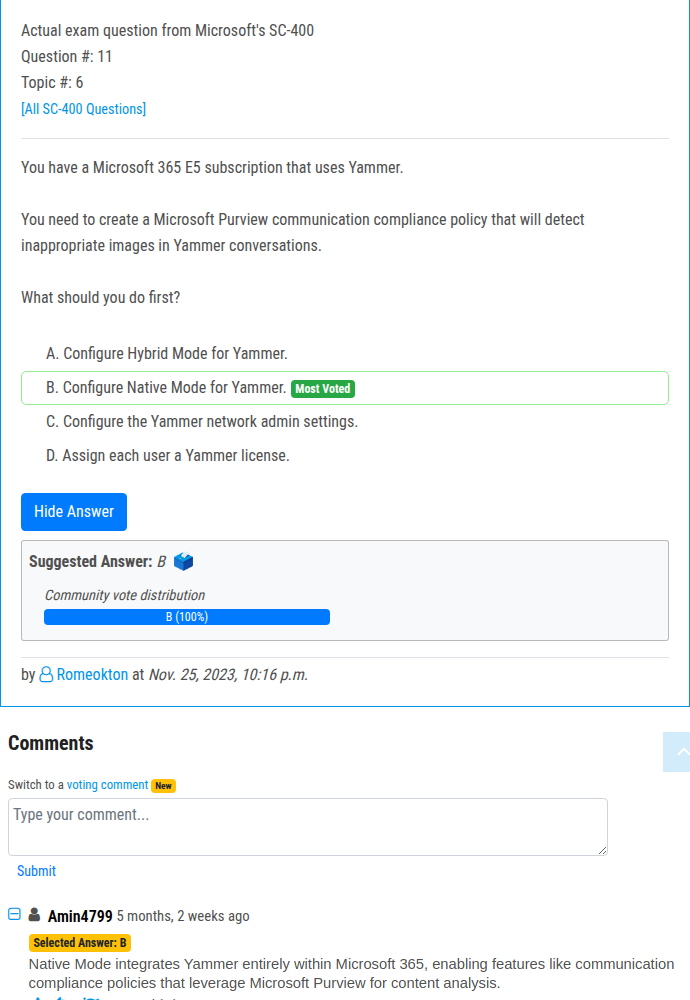 Actual exam question from Microsoft's SC-400
Question #: 11
Topic #: 6
[All SC-400 Questions]
You have a Microsoft 365 E5 subscription that uses Yammer.
You need to create a Microsoft Purview communication compliance policy that will detect
inappropriate images in Yammer conversations.
What should you do first?
A. Configure Hybrid Mode for Yammer.
B. Configure Native Mode for Yammer. Most Voted
C. Configure the Yammer network admin settings.
D. Assign each user a Yammer license.
Hide Answer
Suggested Answer: B
Community vote distribution
B (100%)
by Romeokton at Nov. 25, 2023, 10:16 p.m.
Comments
Switch to a voting comment New
Type your comment...
Submit
Amin4799 5 months, 2 weeks ago
Selected Answer: B
Native Mode integrates Yammer entirely within Microsoft 365, enabling features like communication
compliance policies that leverage Microsoft Purview for content analysis.